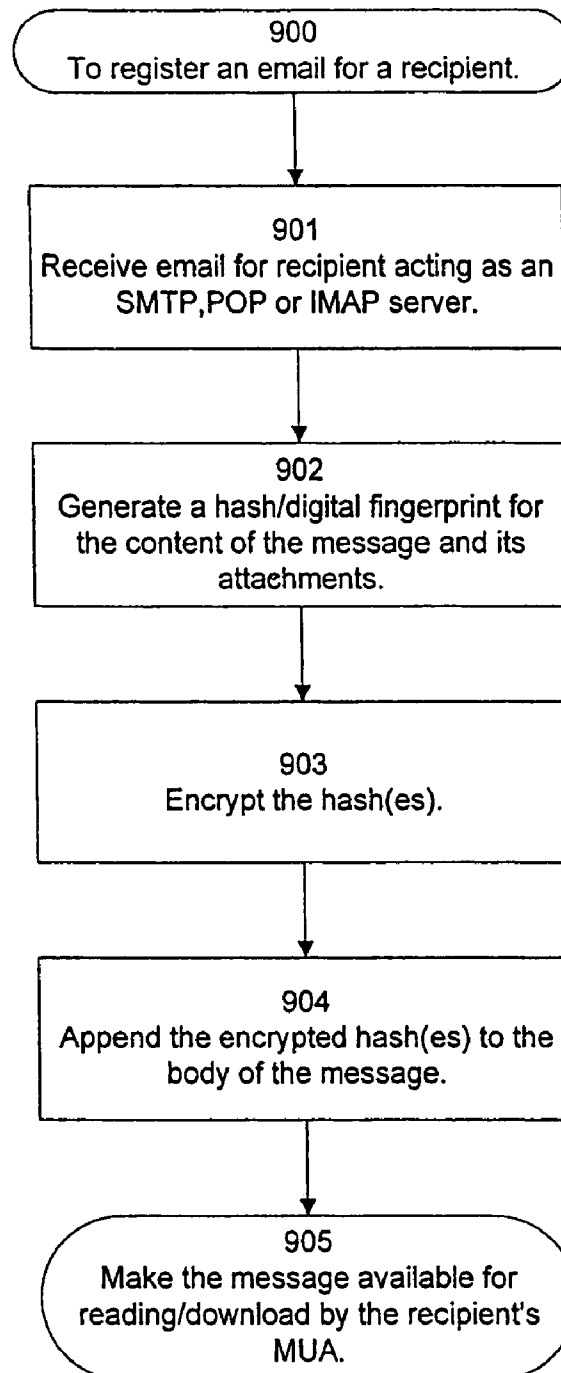 900
To register an email for a recipient.
901
Receive email for recipient acting as an
SMTP,POP or IMAP server.
902
Generate a hash/digital fingerprint for
the content of the message and its
attachments.
903
Encrypt the hash(es).
904
Append the encrypted hash(es) to the
body of the message.
905
Make the message available for
reading/download by the recipient's
MUA.